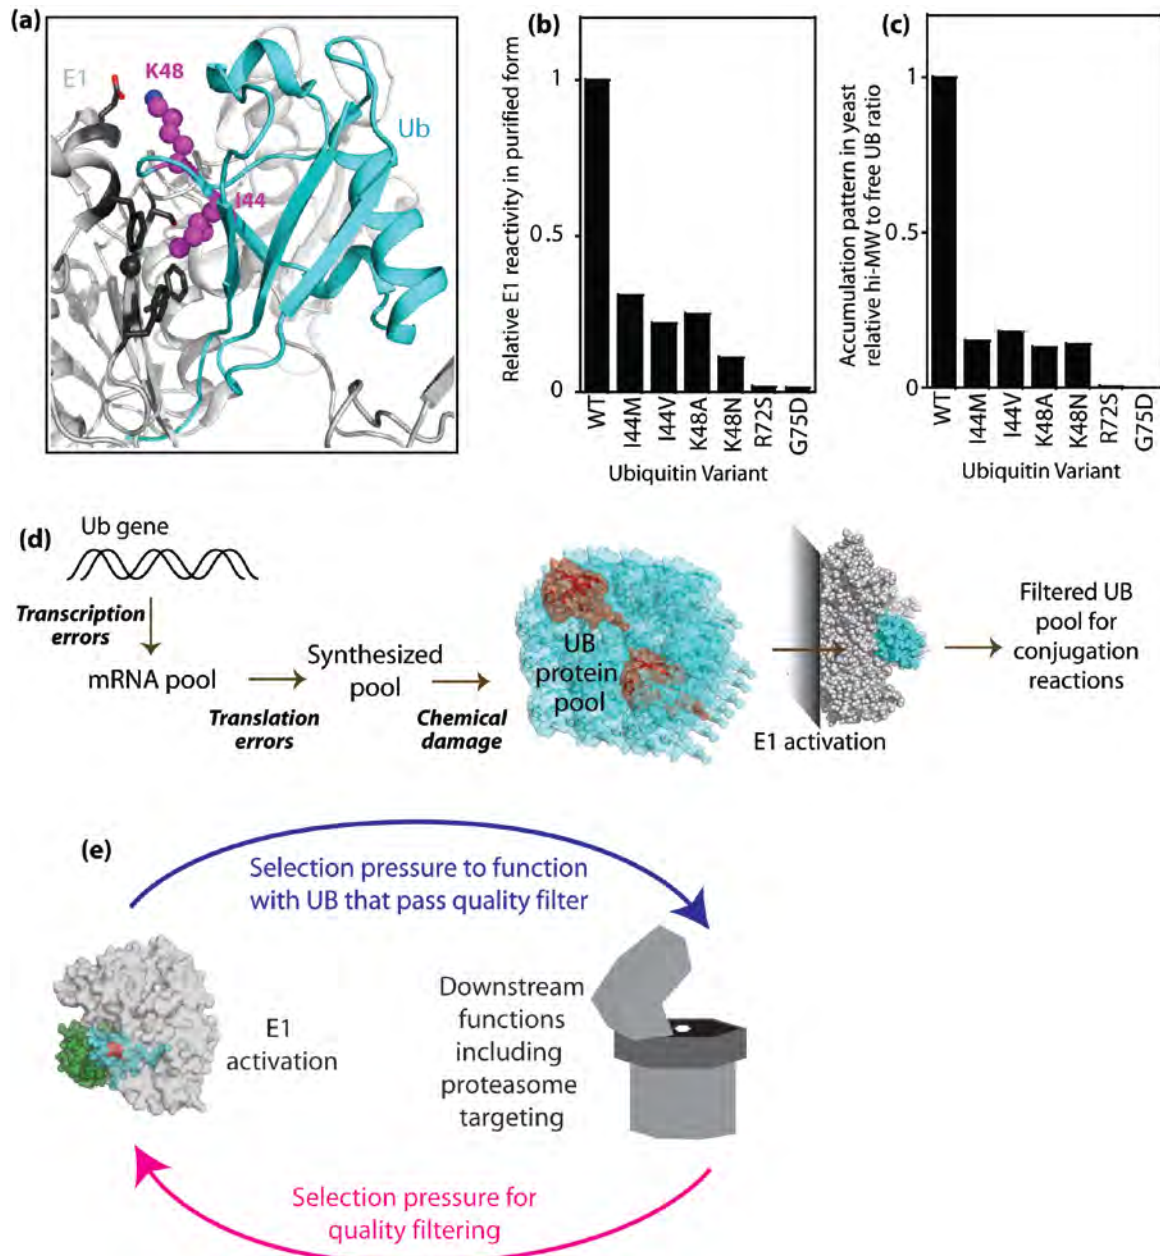 (a)
E1
K48
I44
Ub
(b)
Relative E1 reactivity in purified form
1
0.5
0
WT
I44M
I44V
K48A
K48N
R72S
G75D
Ubiquitin Variant
(c)
Accumulation pattern in yeast
relative hi-MW to free UB ratio
1
0.5
0
WT
I44M
I44V
K48A
K48N
R72S
G75D
Ubiquitin Variant
(d)
Ub gene
Transcription
errors
mRNA pool
Translation
errors
Synthesized
pool
Chemical
damage
UB
protein
pool
E1 activation
Filtered UB
pool for
conjugation
reactions
(e)
Selection pressure to function
with UB that pass quality filter
E1
activation
Downstream
functions
including
proteasome
targeting
Selection pressure for
quality filtering